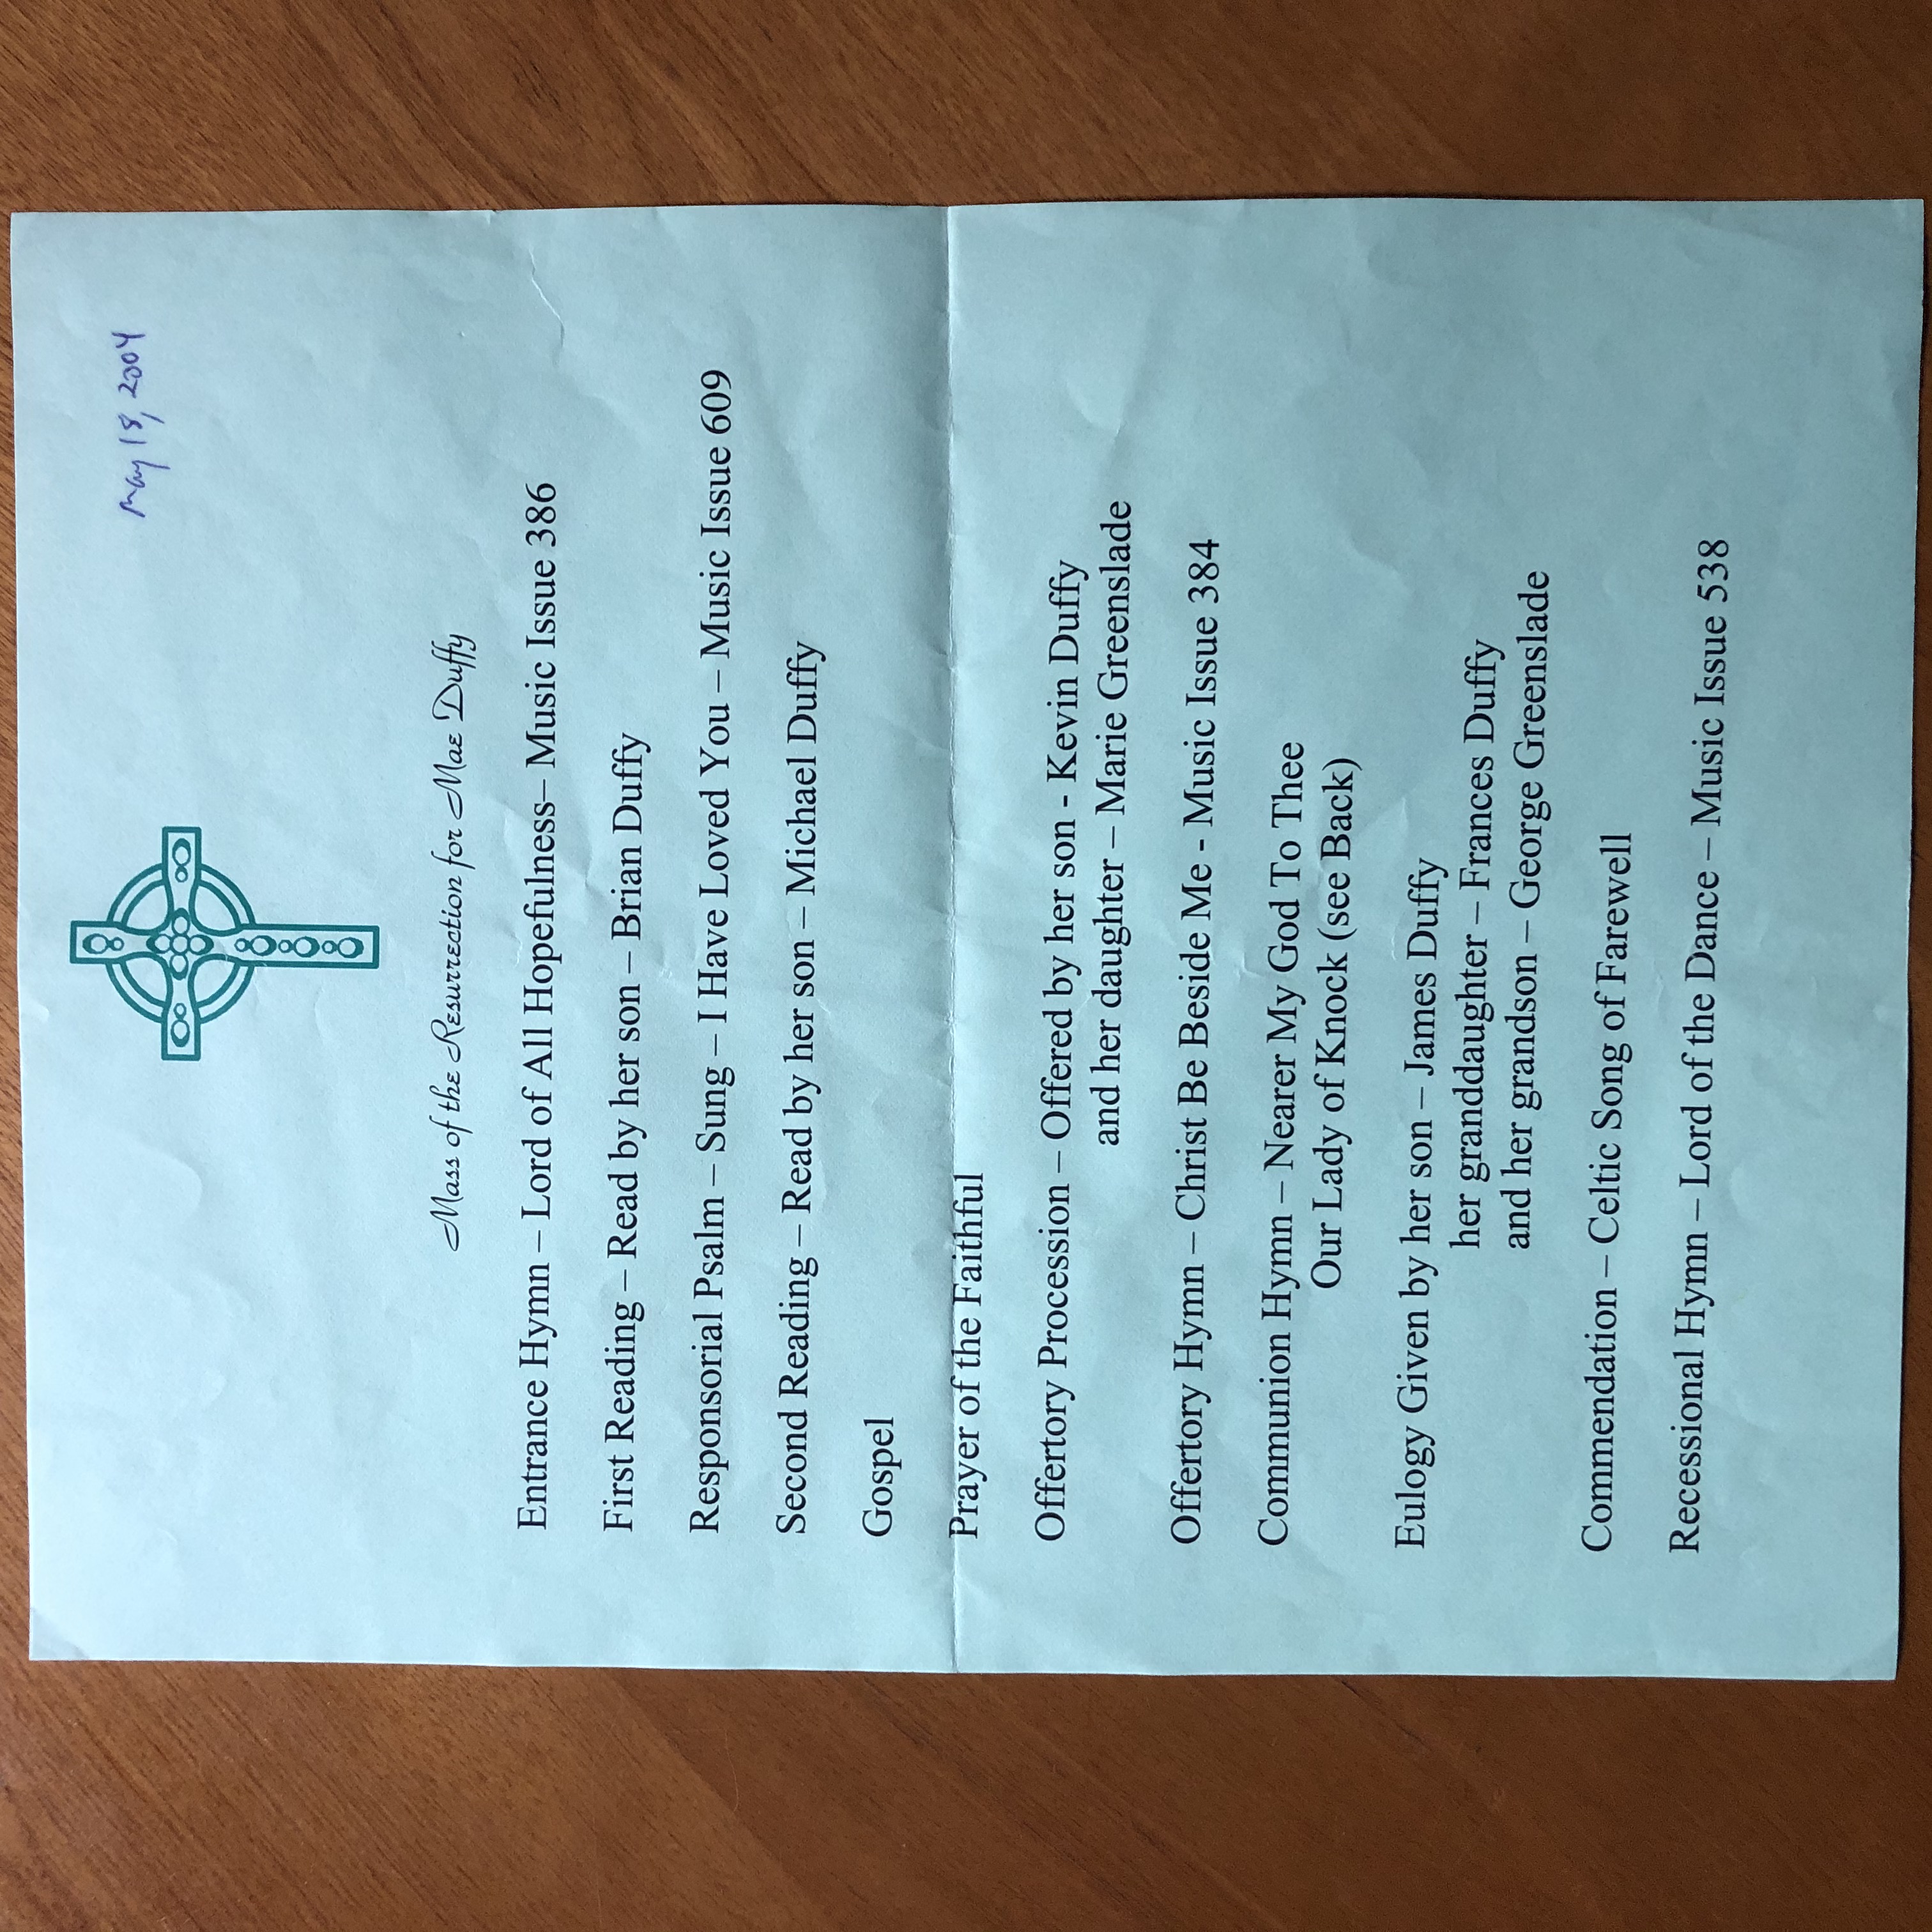 May 18, 2004
Mass of the Resurrection for Mae Duffy
Entrance Hymn – Lord of All Hopefulness– Music Issue 386
First Reading – Read by her son – Brian Duffy
Responsorial Psalm – Sung – I Have Loved You – Music Issue 609
Second Reading – Read by her son – Michael Duffy
Gospel
Prayer of the Faithful
Offertory Procession – Offered by her son - Kevin Duffy
and her daughter – Marie Greenslade
Offertory Hymn – Christ Be Beside Me - Music Issue 384
Communion Hymn – Nearer My God To Thee
Our Lady of Knock (see Back)
Eulogy Given by her son – James Duffy
her granddaughter – Frances Duffy
and her grandson – George Greenslade
Commendation – Celtic Song of Farewell
Recessional Hymn – Lord of the Dance – Music Issue 538